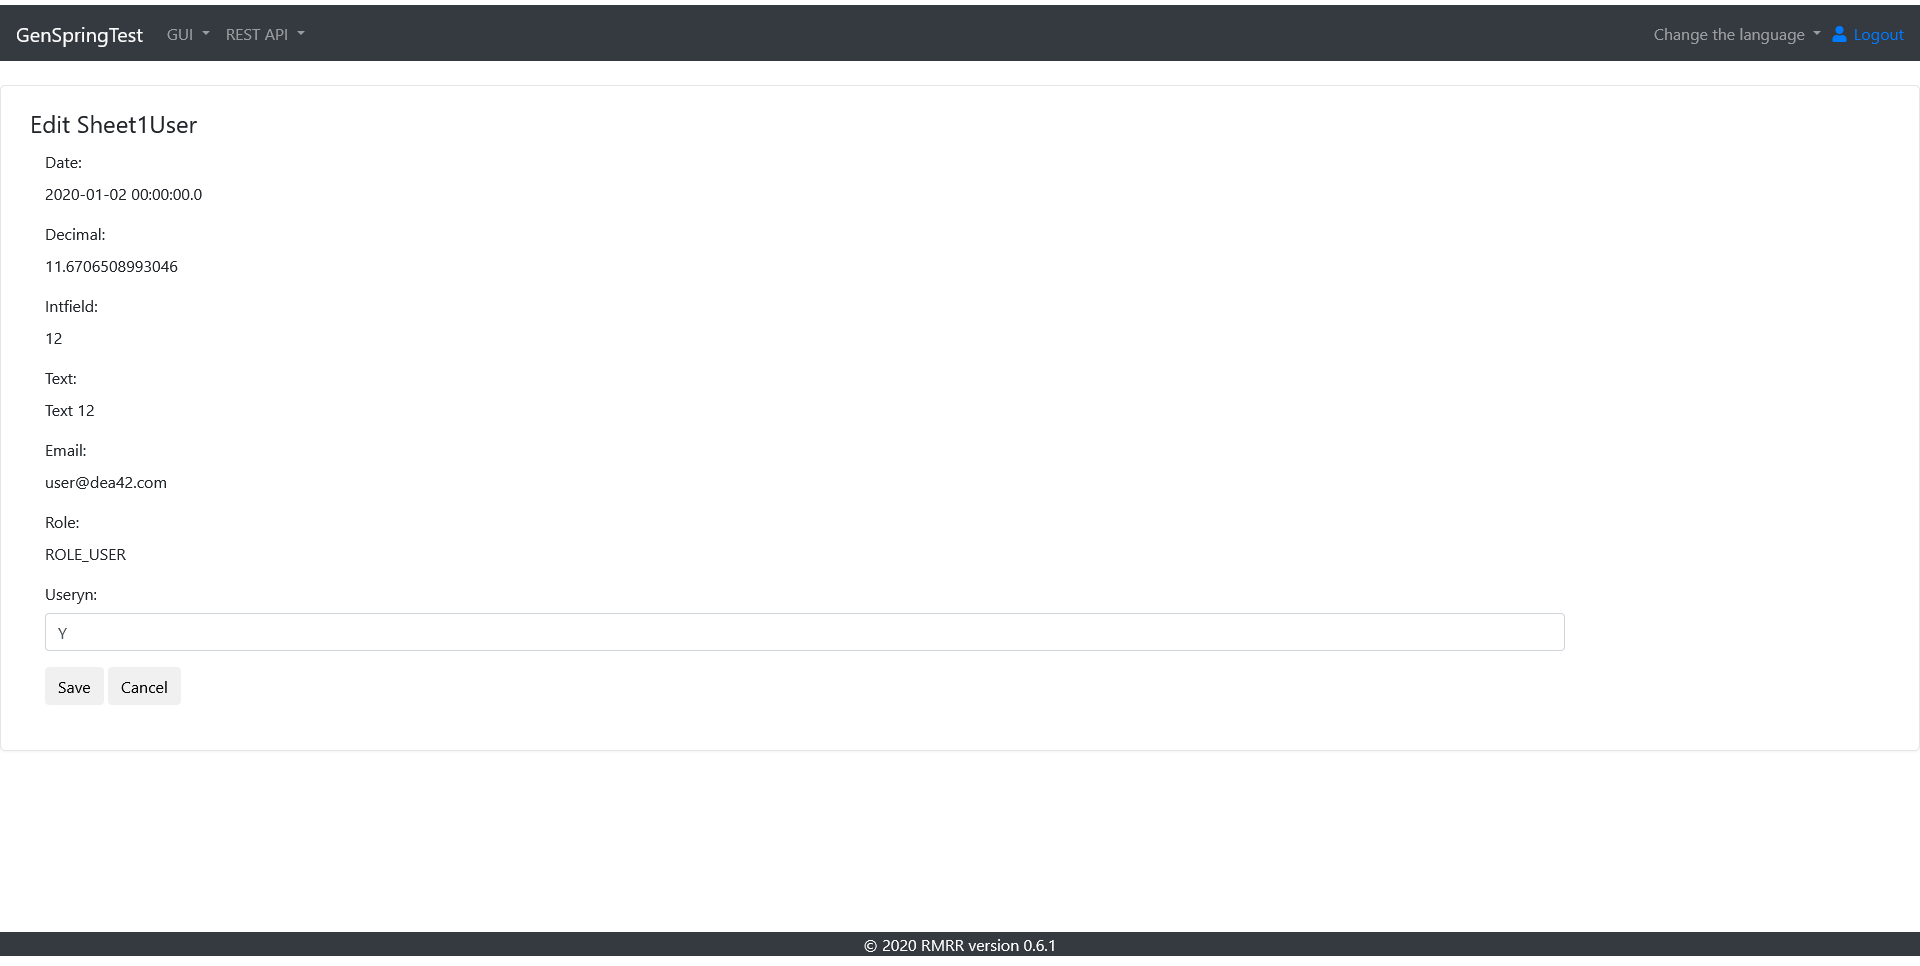 GenSpringTest GUI REST API Change the language Logout
Edit Sheet1User
Date:
2020-01-02 00:00:00.0
Decimal:
11.6706508993046
Intfield:
12
Text:
Text 12
Email:
user@dea42.com
Role:
ROLE_USER
Useryn:
Y
Save Cancel
© 2020 RMRR version 0.6.1